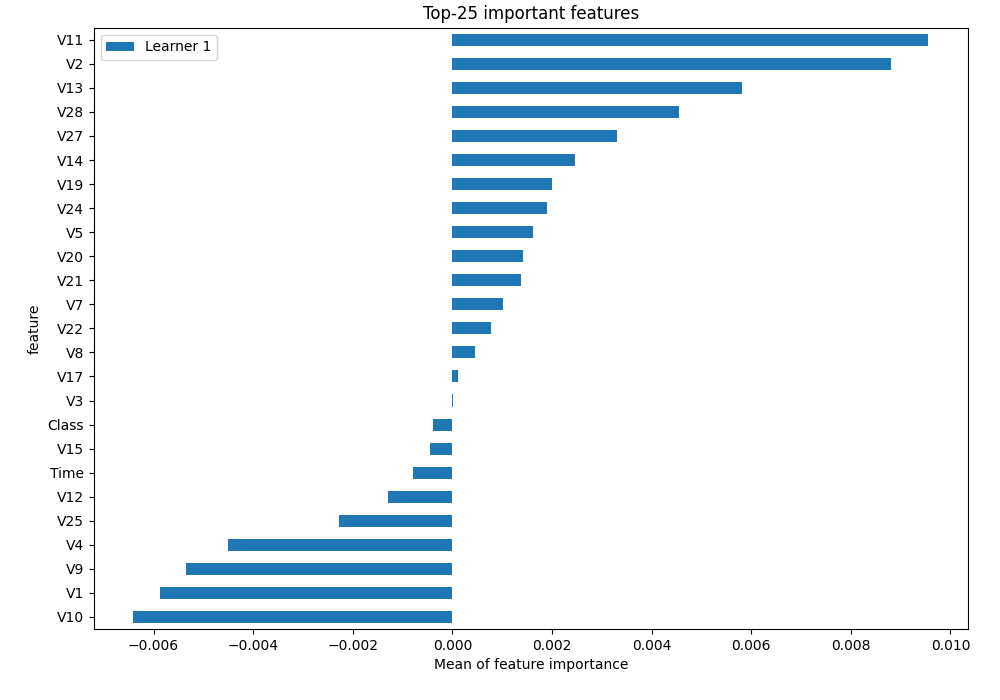 Top-25 important features
Learner 1
V11
V2
V13
V28
V27
V14
V19
V24
V5
V20
V21
V7
V22
V8
V17
V3
Class
V15
Time
V12
V25
V4
V9
V1
V10
feature
−0.006 −0.004 −0.002 0.000 0.002 0.004 0.006 0.008 0.010
Mean of feature importance